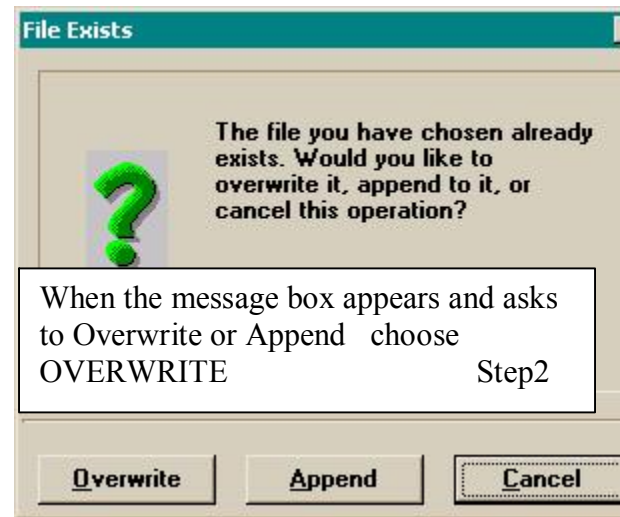 File Exists
The file you have chosen already
exists. Would you like to
overwrite it, append to it, or
cancel this operation?
When the message box appears and asks
to Overwrite or Append choose
OVERWRITE Step2
Overwrite Append Cancel